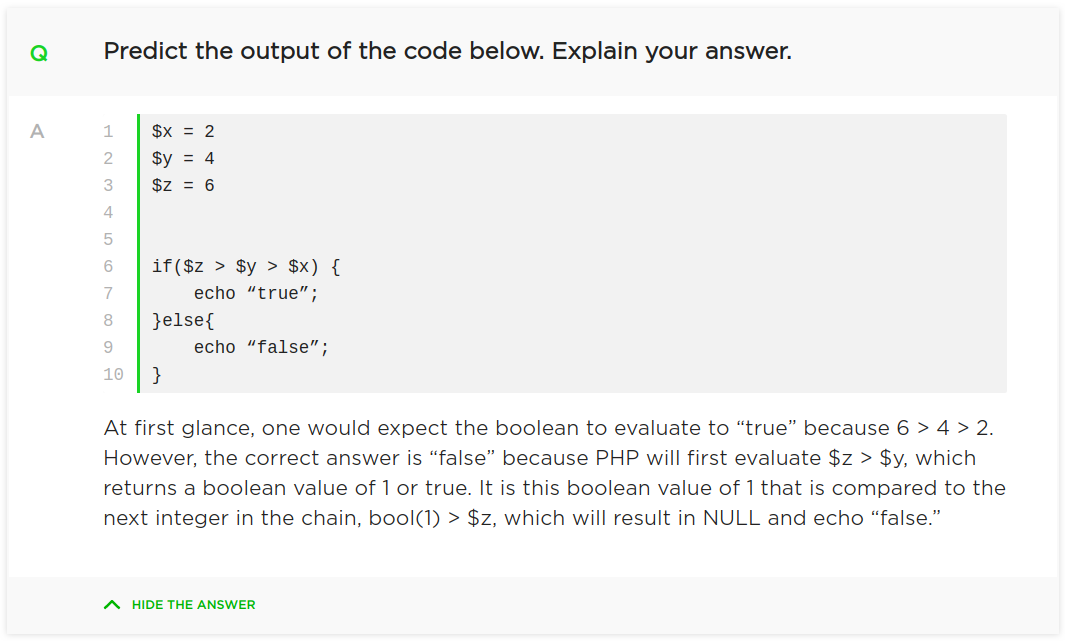 Q
Predict the output of the code below. Explain your answer.
A
1 $x = 2
2 $y = 4
3 $z = 6
4
5
6 if($z > $y > $x) {
7     echo “true”;
8 }else{
9     echo “false”;
10 }
At first glance, one would expect the boolean to evaluate to “true” because 6 > 4 > 2.
However, the correct answer is “false” because PHP will first evaluate $z > $y, which
returns a boolean value of 1 or true. It is this boolean value of 1 that is compared to the
next integer in the chain, bool(1) > $z, which will result in NULL and echo “false.”
HIDE THE ANSWER